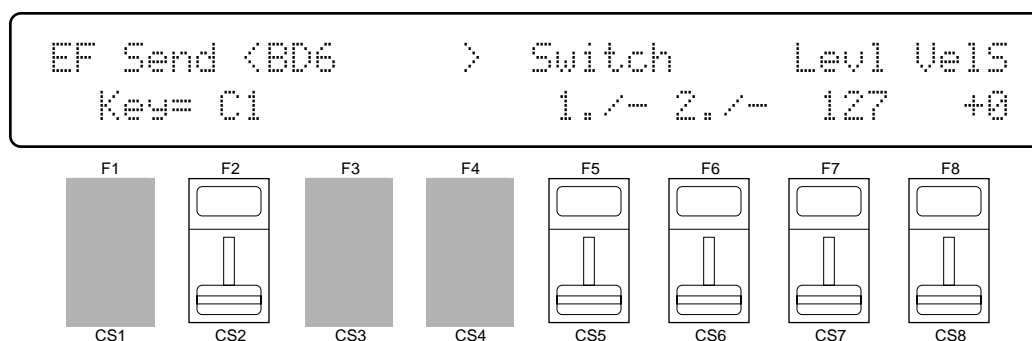 EF Send <BD6 > Switch Levl VelS
Key= C1 1./- 2./- 127 +0
F1 F2 F3 F4 F5 F6 F7 F8
CS1 CS2 CS3 CS4 CS5 CS6 CS7 CS8